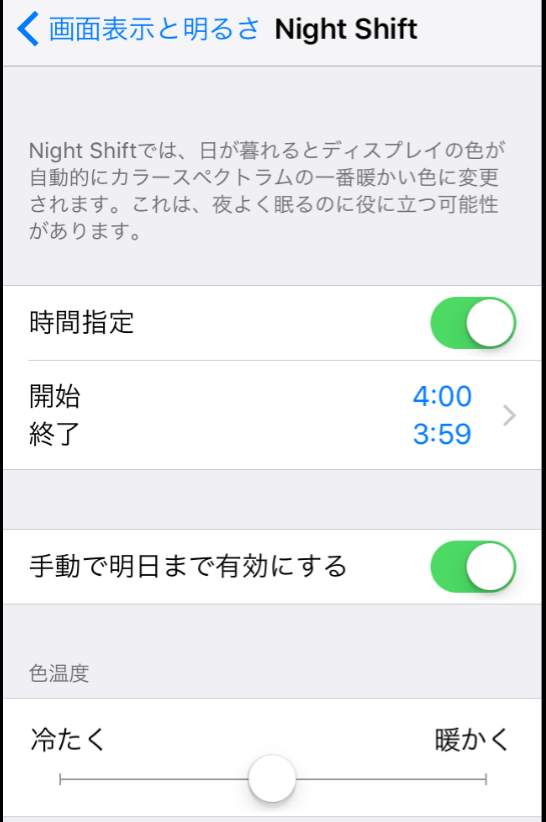 画面表示と明るさ Night Shift
Night Shiftでは、日が暮れるとディスプレイの色が
自動的にカラースペクトラムの一番暖かい色に変更
されます。これは、夜よく眠るのに役に立つ可能性
があります。
時間指定
開始 4:00
終了 3:59
手動で明日まで有効にする
色温度
冷たく 暖かく